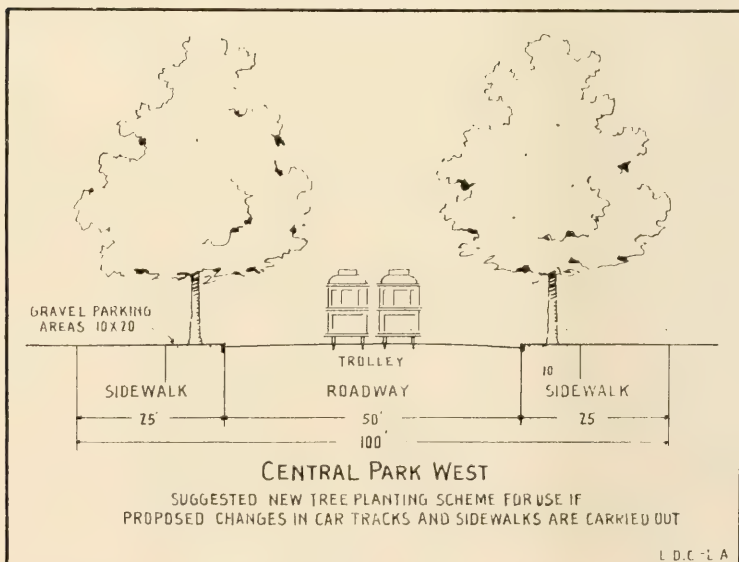 GRAVEL PARKING
AREAS 10X20
TROLLEY
10
SIDEWALK
ROADWAY
SIDEWALK
25'
50'
25
100'
CENTRAL PARK WEST
SUGGESTED NEW TREE PLANTING SCHEME FOR USE IF
PROPOSED CHANGES IN CAR TRACKS AND SIDEWALKS ARE CARRIED OUT
L.D.C-L A